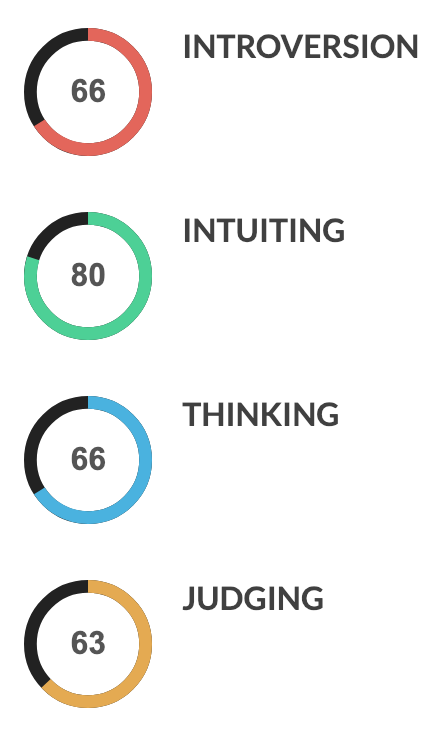 INTROVERSION
66
INTUITING
80
THINKING
66
JUDGING
63